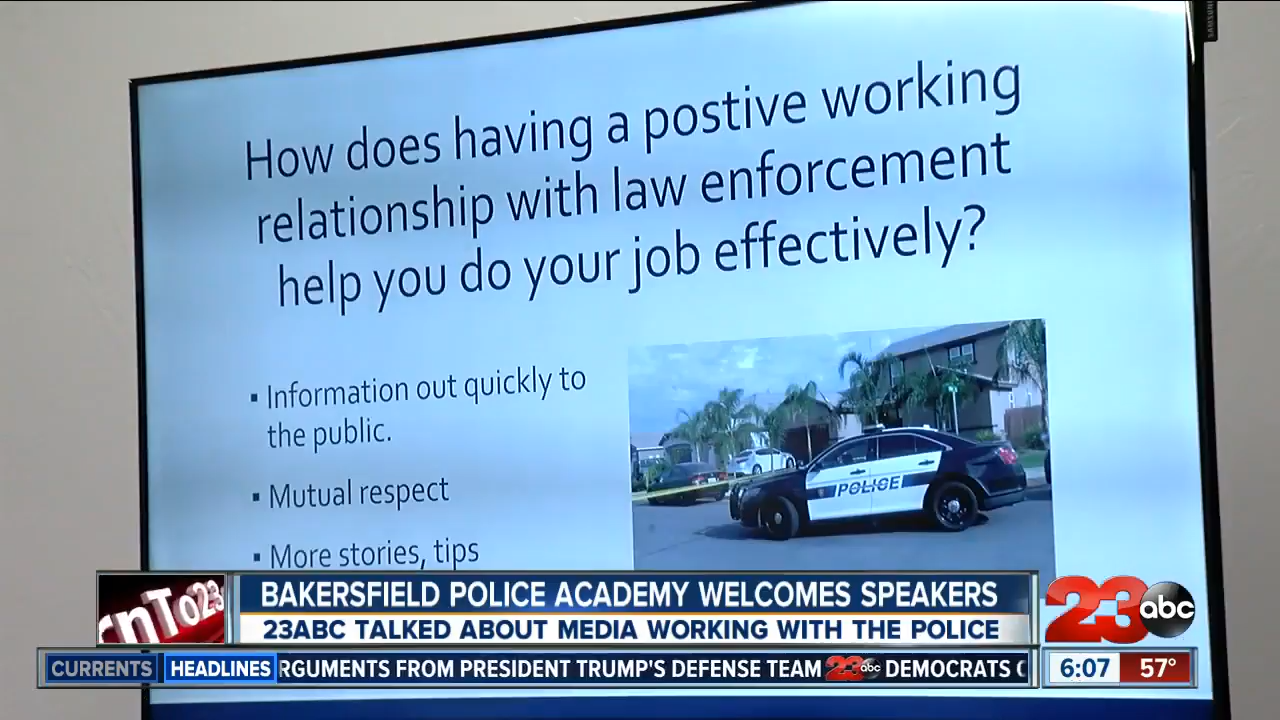 SAMSUNG
How does having a postive working
relationship with law enforcement
help you do your job effectively?
▪ Information out quickly to
the public.
▪ Mutual respect
▪ More stories, tips
POLICE
BAKERSFIELD POLICE ACADEMY WELCOMES SPEAKERS
23ABC TALKED ABOUT MEDIA WORKING WITH THE POLICE
23 abc
CURRENTS HEADLINES RGUMENTS FROM PRESIDENT TRUMP'S DEFENSE TEAM 23 abc DEMOCRATS
6:07 57°